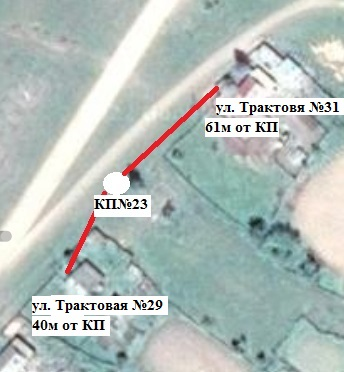 ул. Трактовя №31
61м от КП
КП№23
ул. Трактовая №29
40м от КП